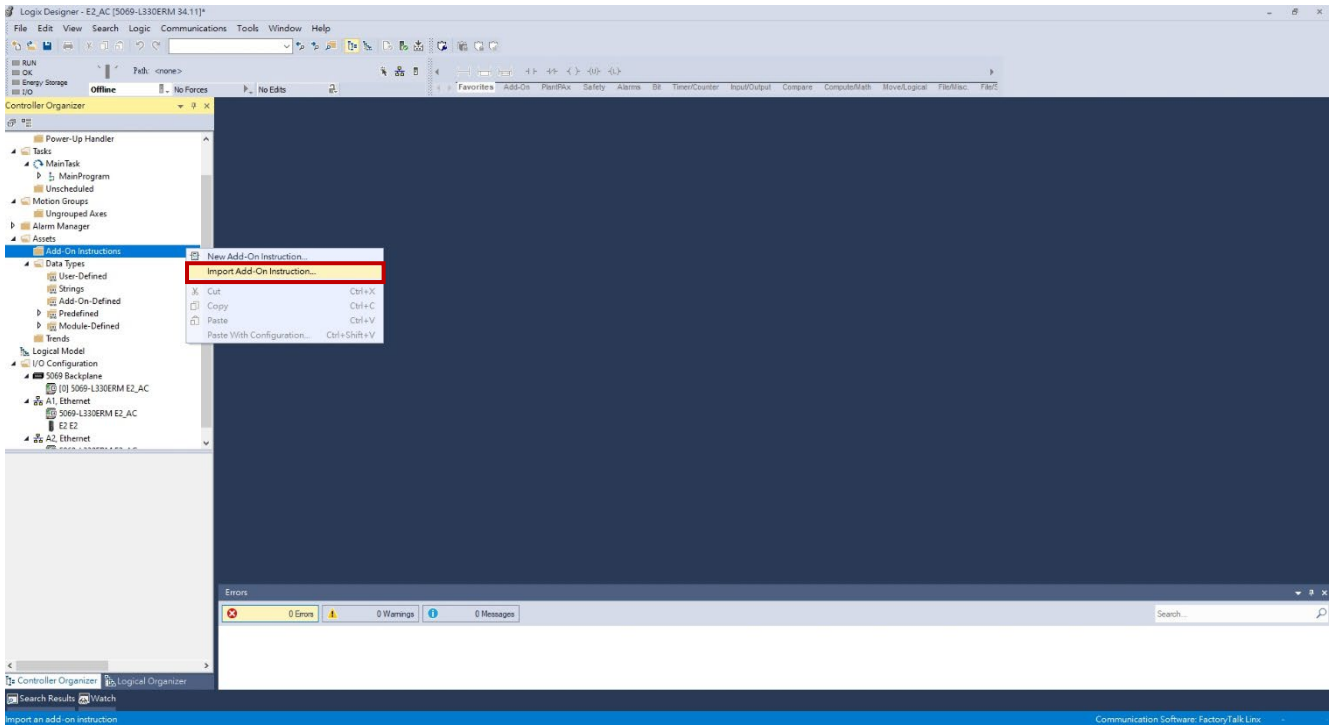 Logix Designer - E2_AC [5069-L330ERM 34.11]*
File Edit View Search Logic Communications Tools Window Help
RUN
OK
Energy Storage
I/O
Path: <none>
Offline
No Forces
No Edits
Favorites Add-On PlantPAx Safety Alarms Bit Timer/Counter Input/Output Compare Compute/Math Move/Logical File/Misc. File/S
Controller Organizer
Power-Up Handler
Tasks
MainTask
MainProgram
Unscheduled
Motion Groups
Ungrouped Axes
Alarm Manager
Assets
Add-On Instructions
Data Types
User-Defined
Strings
Add-On-Defined
Predefined
Module-Defined
Trends
Logical Model
I/O Configuration
5069 Backplane
[0] 5069-L330ERM E2_AC
A1, Ethernet
5069-L330ERM E2_AC
E2 E2
A2, Ethernet
New Add-On Instruction...
Import Add-On Instruction...
Cut Ctrl+X
Copy Ctrl+C
Paste Ctrl+V
Paste With Configuration... Ctrl+Shift+V
Errors
0 Errors
0 Warnings
0 Messages
Search...
Controller Organizer
Logical Organizer
Search Results
Watch
Import an add-on instruction
Communication Software: FactoryTalk Linx